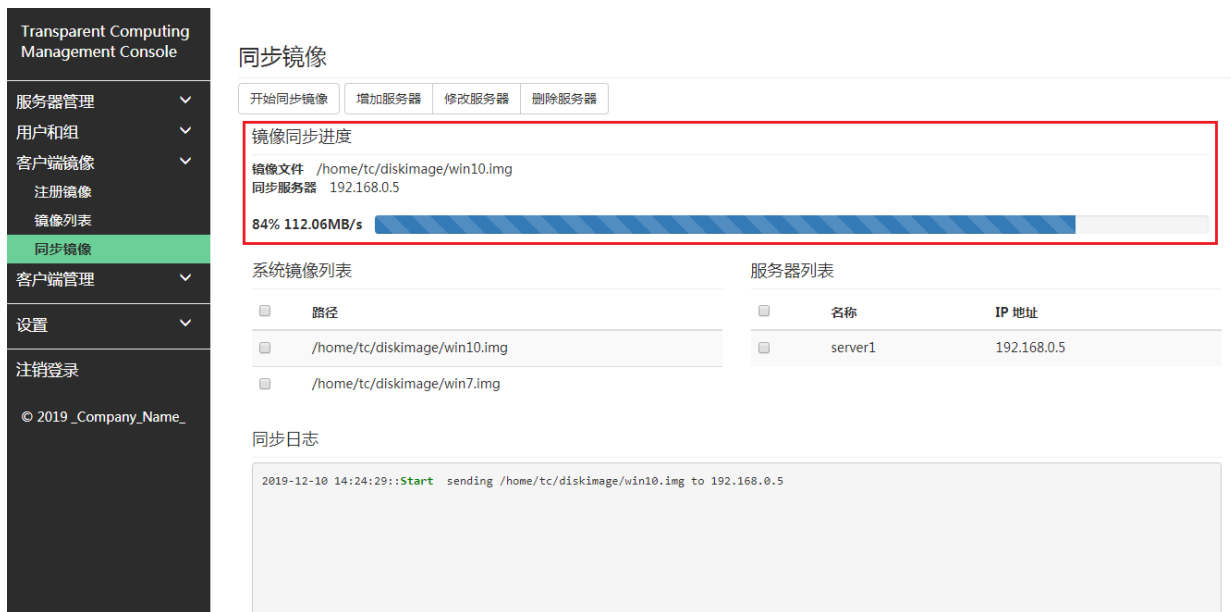 Transparent Computing
Management Console
服务器管理
用户和组
客户端镜像
注册镜像
镜像列表
同步镜像
客户端管理
设置
注销登录
© 2019 _Company_Name_
同步镜像
开始同步镜像 增加服务器 修改服务器 删除服务器
镜像同步进度
镜像文件 /home/tc/diskimage/win10.img
同步服务器 192.168.0.5
84% 112.06MB/s
系统镜像列表
路径
/home/tc/diskimage/win10.img
/home/tc/diskimage/win7.img
服务器列表
名称 IP 地址
server1 192.168.0.5
同步日志
2019-12-10 14:24:29::Start sending /home/tc/diskimage/win10.img to 192.168.0.5